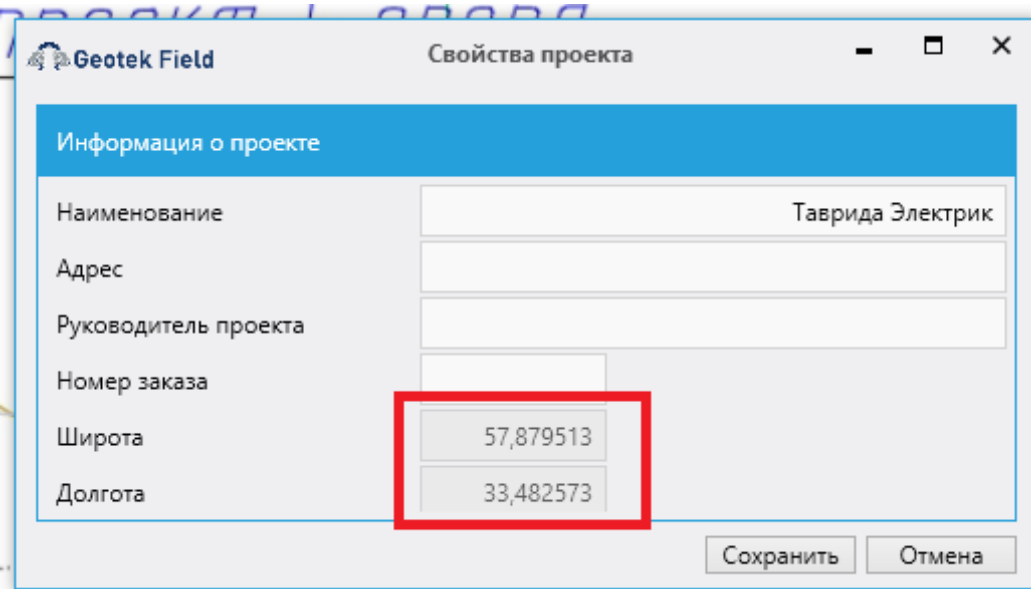 Geotek Field
Свойства проекта
Информация о проекте
Наименование
Таврида Электрик
Адрес
Руководитель проекта
Номер заказа
Широта
57,879513
Долгота
33,482573
Сохранить
Отмена